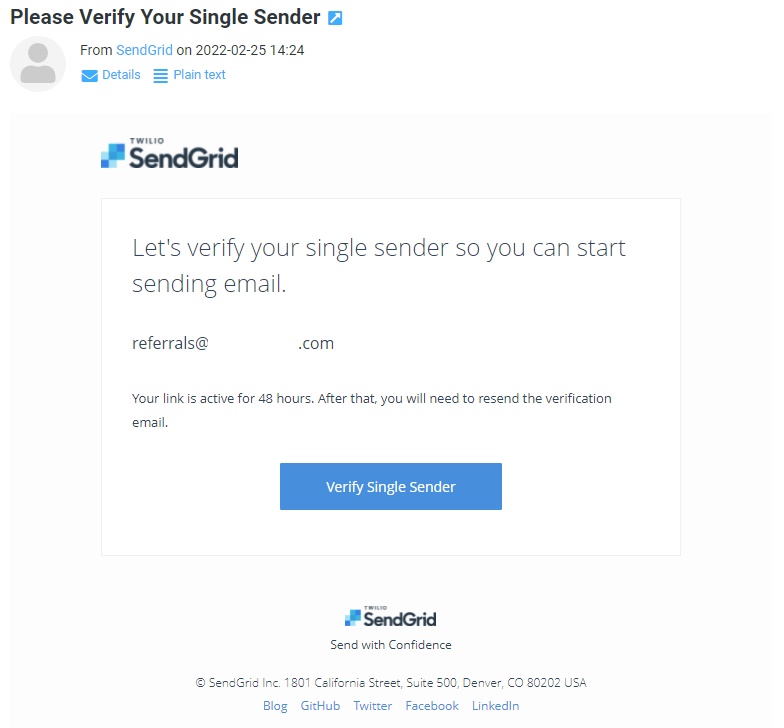 Please Verify Your Single Sender
From SendGrid on 2022-02-25 14:24
Details Plain text
TWILIO
SendGrid
Let's verify your single sender so you can start
sending email.
referrals@ .com
Your link is active for 48 hours. After that, you will need to resend the verification
email.
Verify Single Sender
TWILIO
SendGrid
Send with Confidence
© SendGrid Inc. 1801 California Street, Suite 500, Denver, CO 80202 USA
Blog GitHub Twitter Facebook LinkedIn